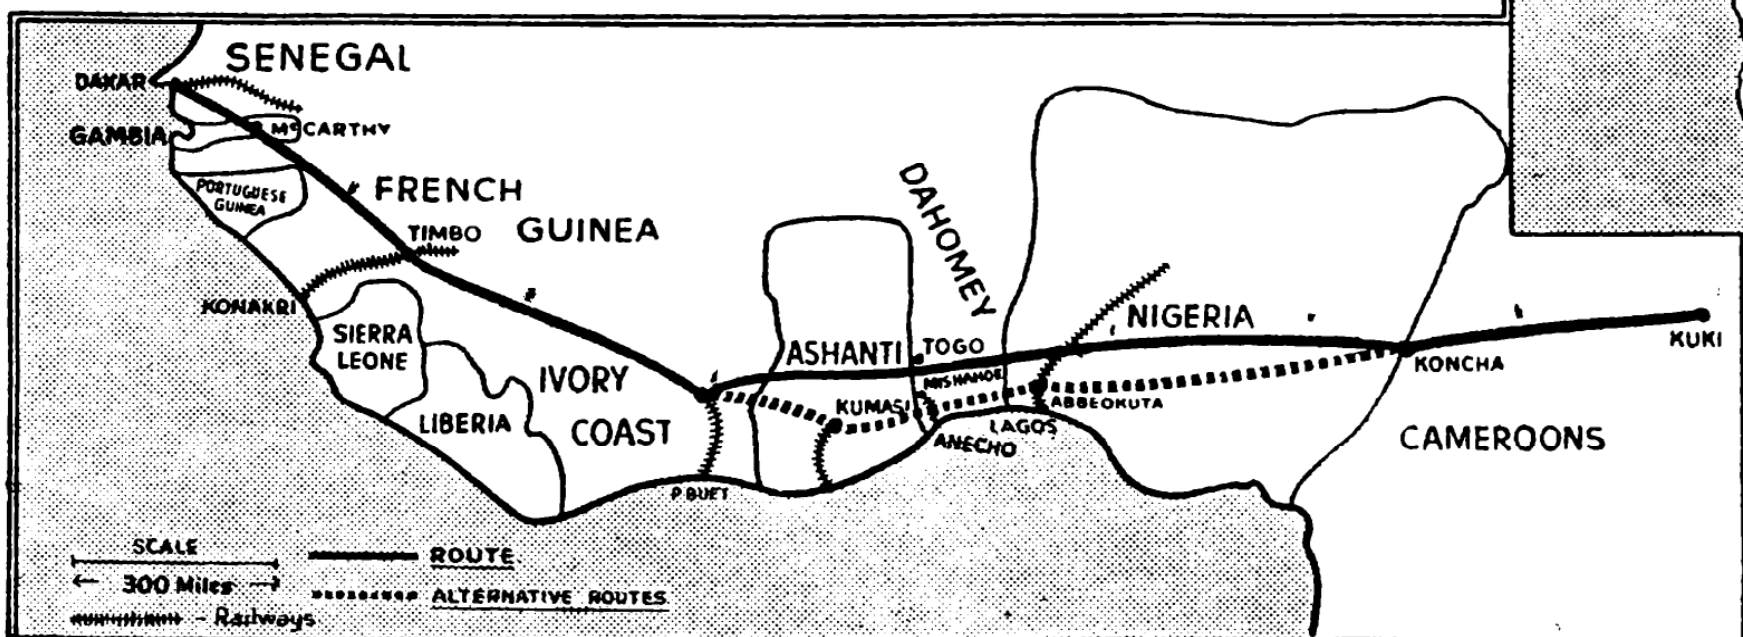 SENEGAL
DAKAR
GAMBIA
McCARTHY
PORTUGUESE
GUINEA
FRENCH
GUINEA
TIMBO
KONAKRI
SIERRA
LEONE
LIBERIA
IVORY
COAST
P. BUET
ASHANTI
KUMASI
DAHOMEY
TOGO
MISHAHOE
ANECHO
LAGOS
ABBEOKUTA
NIGERIA
KONCHA
KUKI
CAMEROONS
SCALE
← 300 Miles →
- Railways
ROUTE
ALTERNATIVE ROUTES